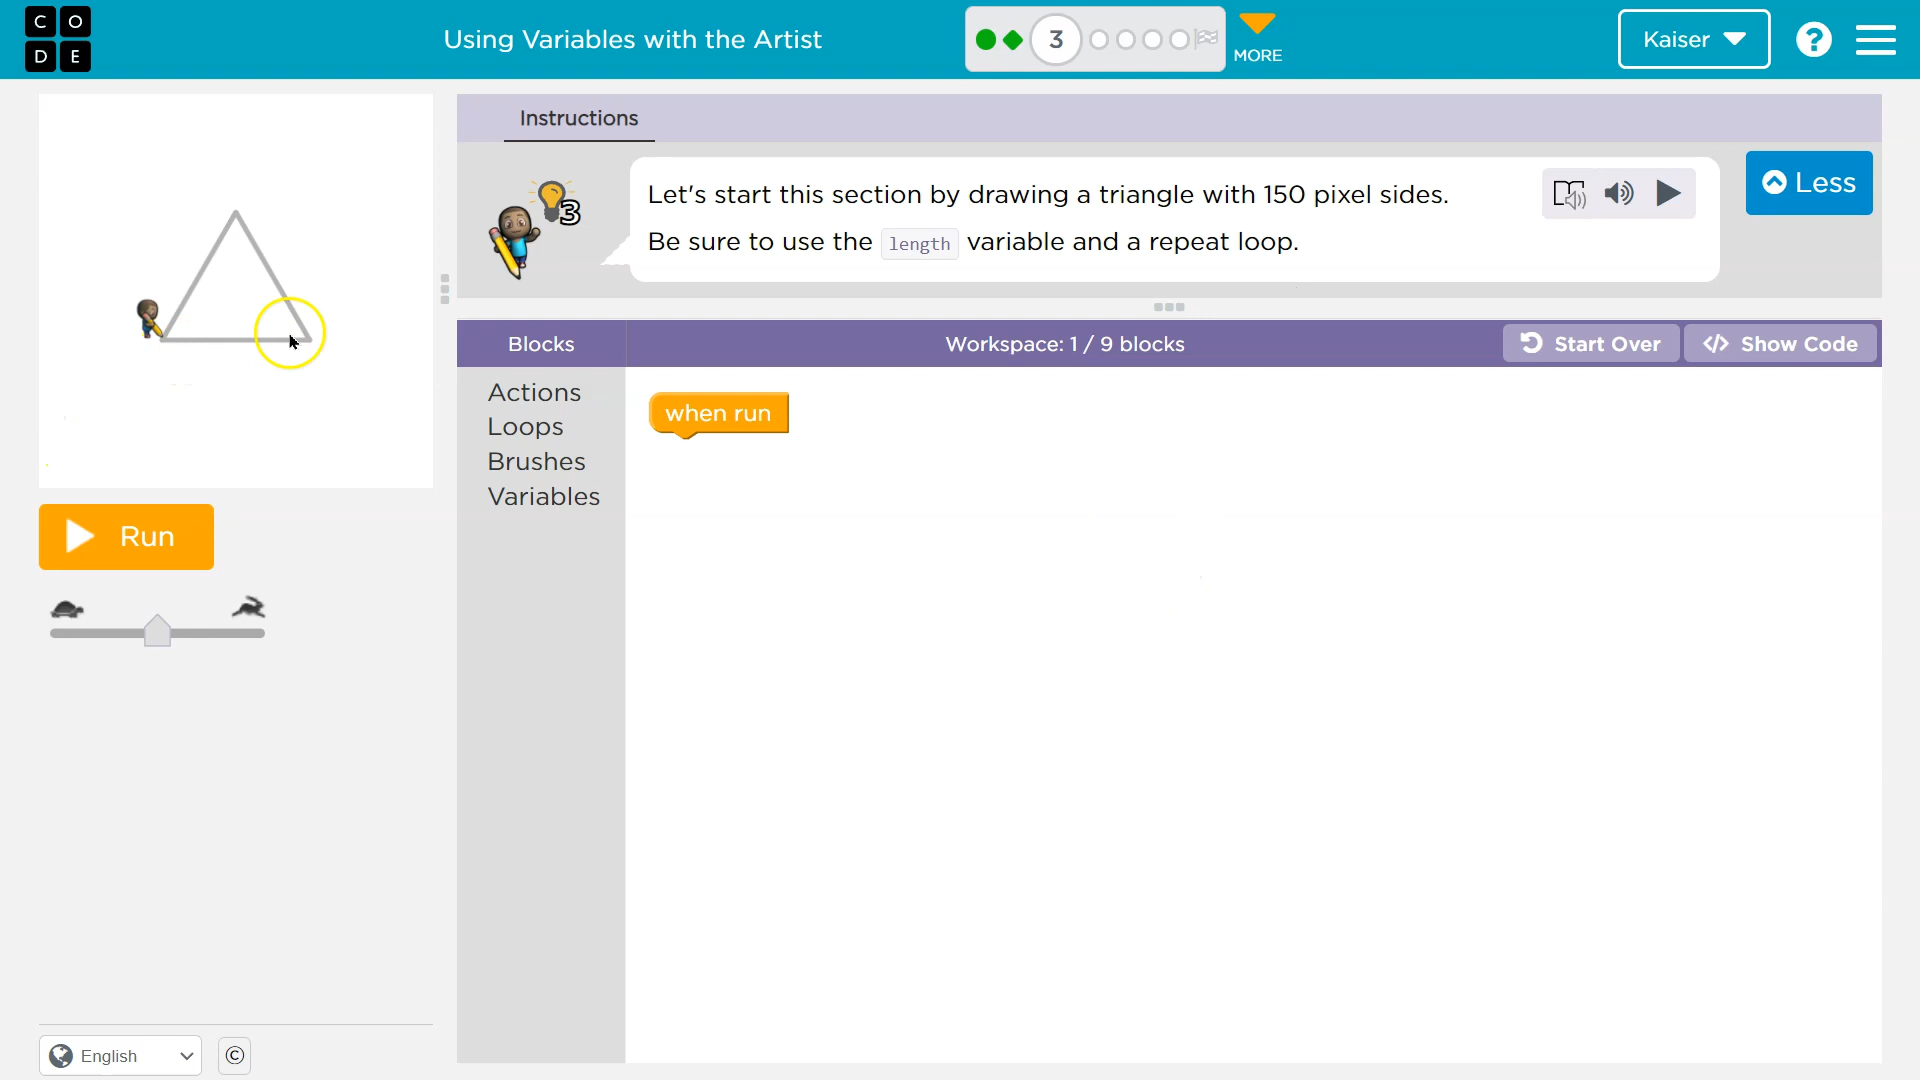 C O
D E
Using Variables with the Artist
3
MORE
Kaiser
?
Instructions
3
Let's start this section by drawing a triangle with 150 pixel sides.
Be sure to use the length variable and a repeat loop.
Less
Blocks
Workspace: 1 / 9 blocks
Start Over
</> Show Code
Actions
Loops
Brushes
Variables
when run
Run
English
©